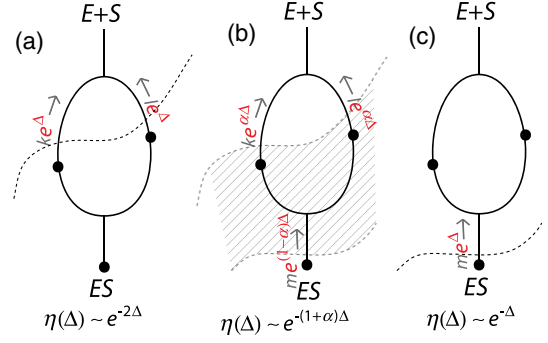 (a)
E+S
ke^Δ
le^Δ
ES
η(Δ) ~ e^-2Δ
(b)
E+S
ke^αΔ
le^αΔ
me^(1-α)Δ
ES
η(Δ) ~ e^-(1+α)Δ
(c)
E+S
me^Δ
ES
η(Δ) ~ e^-Δ